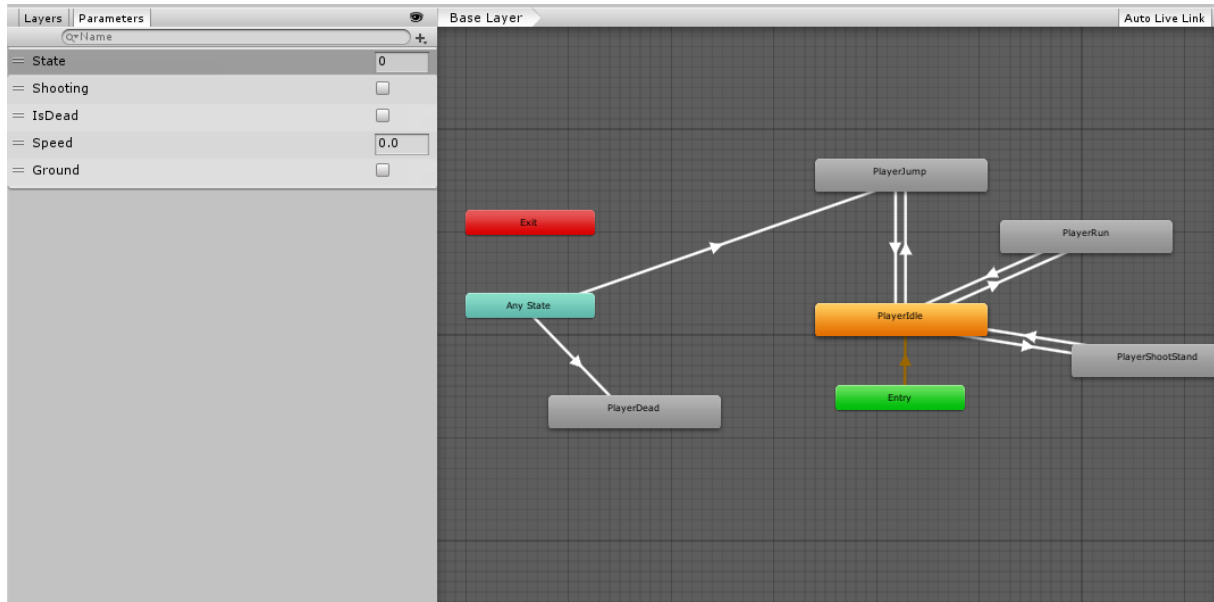 Layers Parameters
Base Layer
Auto Live Link
Name
State 0
Shooting
IsDead
Speed 0.0
Ground
PlayerJump
Exit
PlayerRun
Any State
PlayerIdle
PlayerShootStand
Entry
PlayerDead